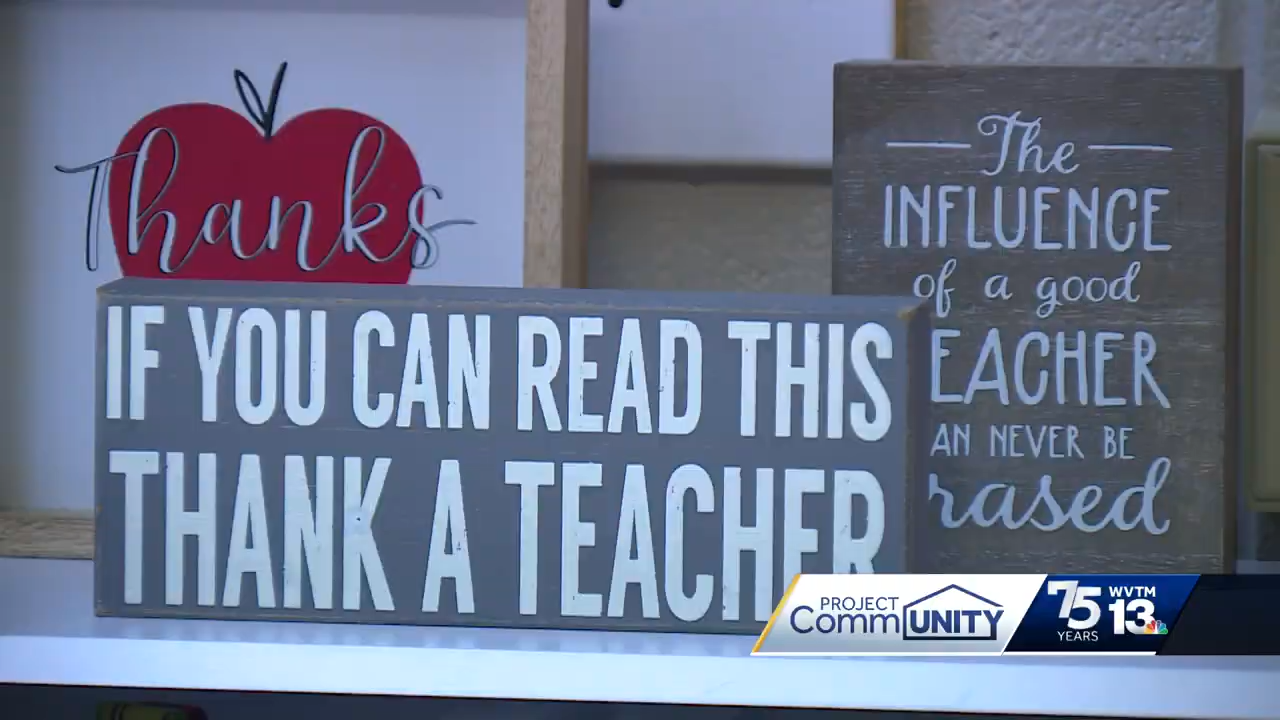 Thanks
IF YOU CAN READ THIS
THANK A TEACHER
The
INFLUENCE
of a good
EACHER
AN NEVER BE
rased
PROJECT
CommUNITY
75
YEARS
WVTM
13